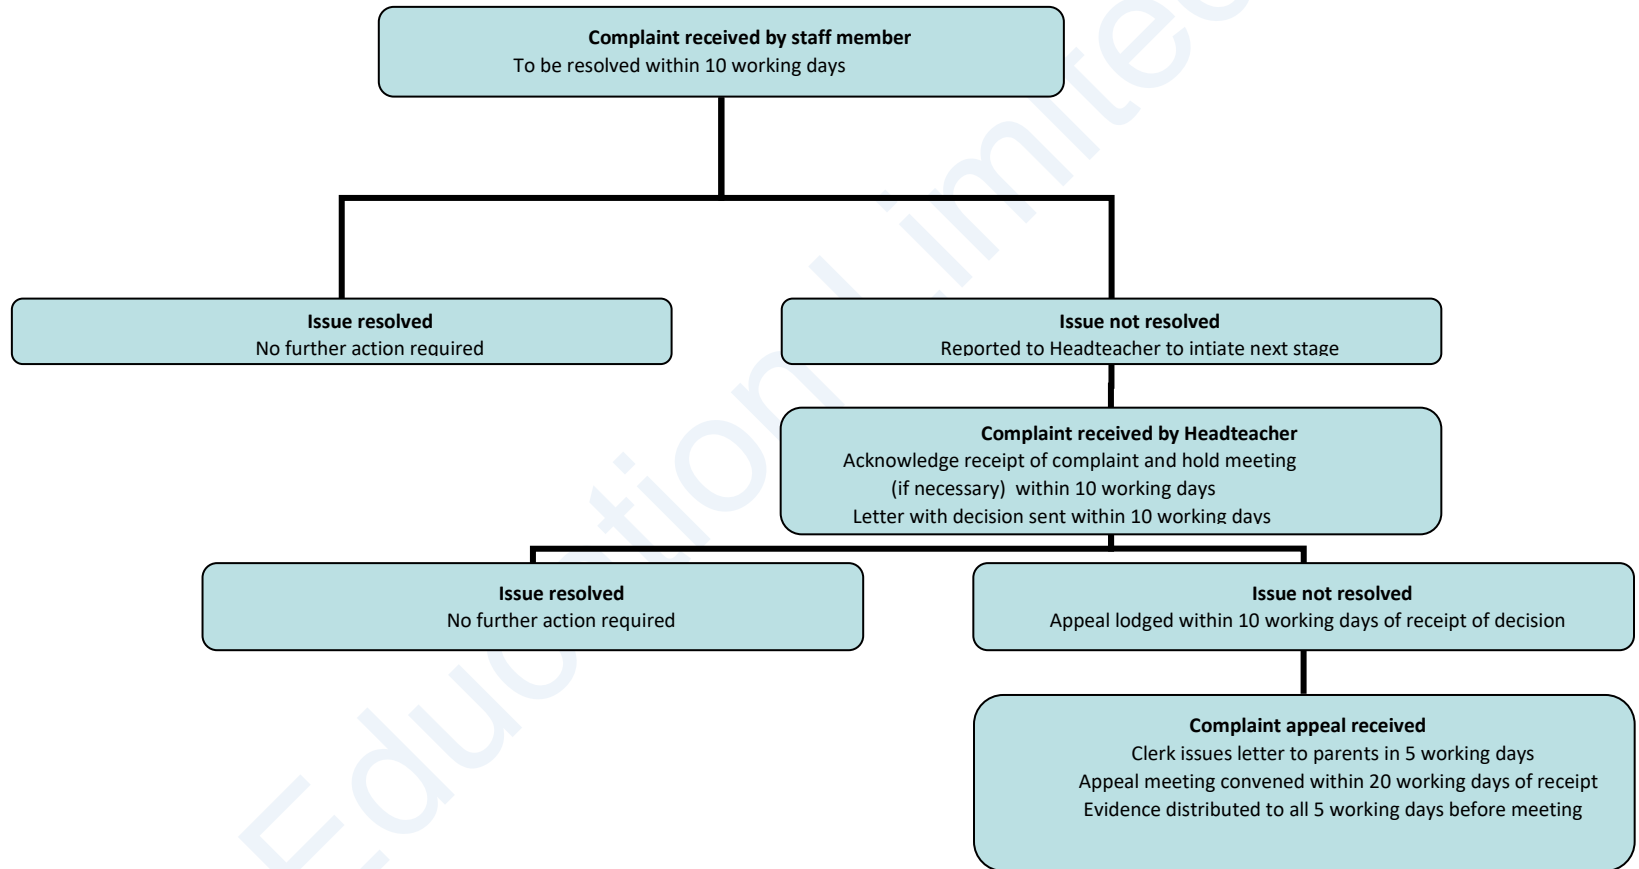 Complaint received by staff member
To be resolved within 10 working days
Issue resolved
No further action required
Issue not resolved
Reported to Headteacher to intiate next stage
Complaint received by Headteacher
Acknowledge receipt of complaint and hold meeting
(if necessary) within 10 working days
Letter with decision sent within 10 working days
Issue resolved
No further action required
Issue not resolved
Appeal lodged within 10 working days of receipt of decision
Complaint appeal received
Clerk issues letter to parents in 5 working days
Appeal meeting convened within 20 working days of receipt
Evidence distributed to all 5 working days before meeting
Education Limited